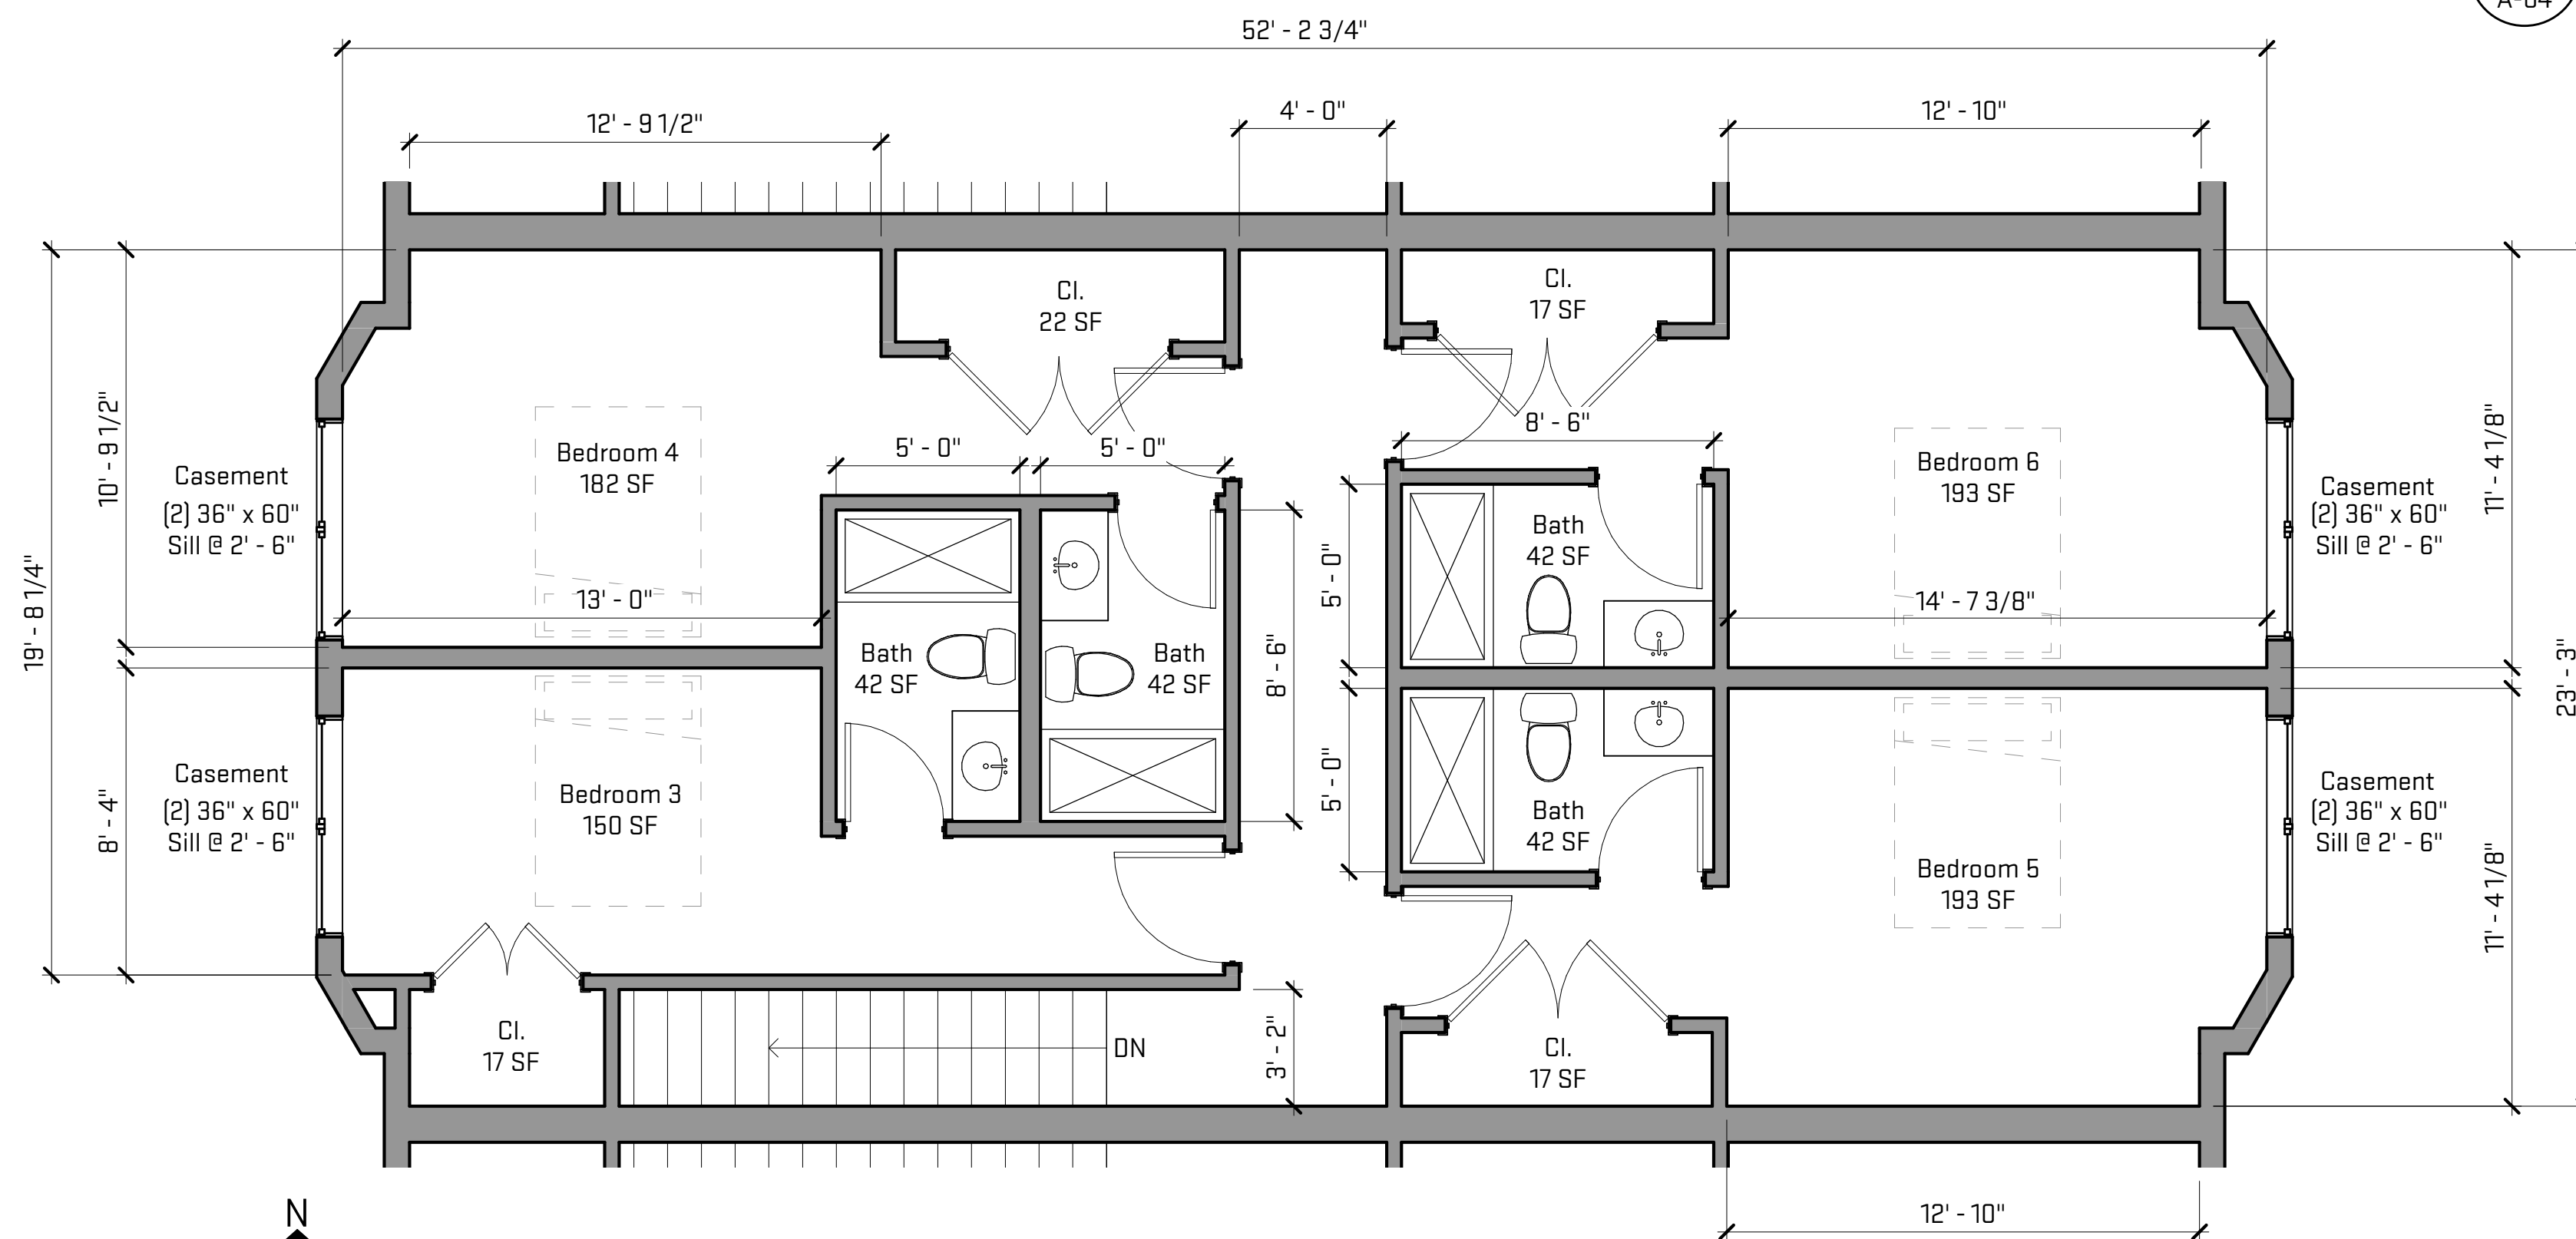 A-04
52' - 2 3/4"
12' - 9 1/2"
4' - 0"
12' - 10"
Cl.
22 SF
Cl.
17 SF
8' - 6"
5' - 0"
5' - 0"
Bedroom 4
182 SF
Bedroom 6
193 SF
10' - 9 1/2"
11' - 4 1/8"
Casement
(2) 36" x 60"
Sill @ 2' - 6"
Casement
(2) 36" x 60"
Sill @ 2' - 6"
Bath
42 SF
5' - 0"
13' - 0"
14' - 7 3/8"
19' - 8 1/4"
23' - 3"
Bath
42 SF
Bath
42 SF
8' - 6"
Casement
(2) 36" x 60"
Sill @ 2' - 6"
Bedroom 3
150 SF
8' - 4"
5' - 0"
Bath
42 SF
Bedroom 5
193 SF
11' - 4 1/8"
Casement
(2) 36" x 60"
Sill @ 2' - 6"
Cl.
17 SF
DN
3' - 2"
Cl.
17 SF
N
12' - 10"